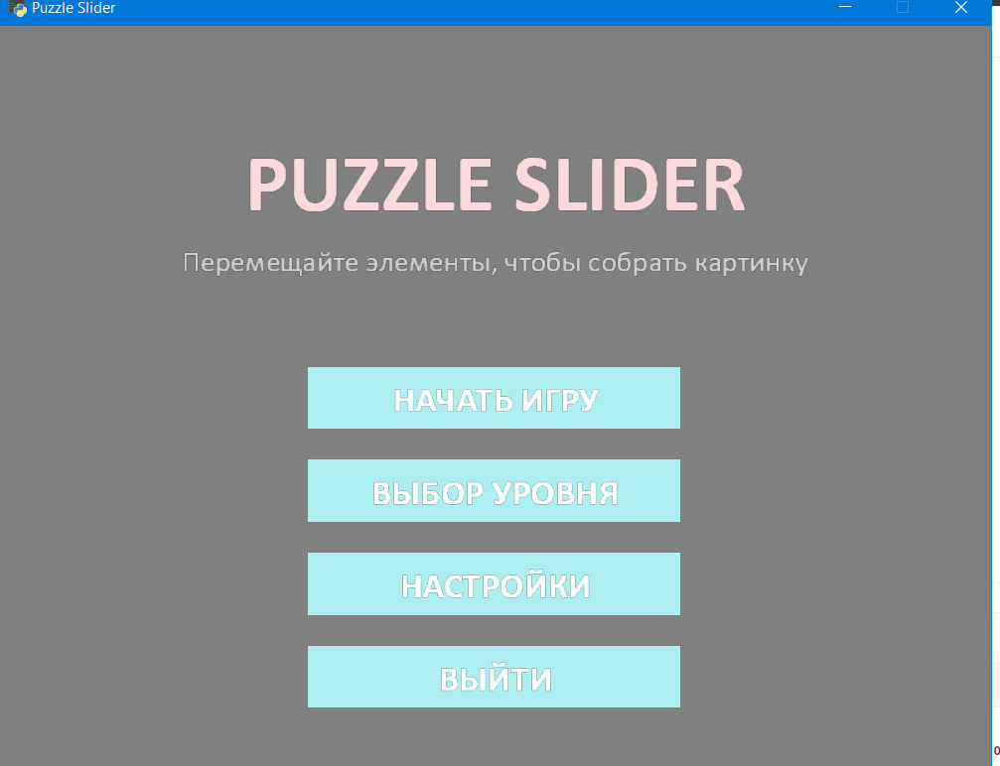 Puzzle Slider
PUZZLE SLIDER
Перемещайте элементы, чтобы собрать картинку
НАЧАТЬ ИГРУ
ВЫБОР УРОВНЯ
НАСТРОЙКИ
ВЫЙТИ